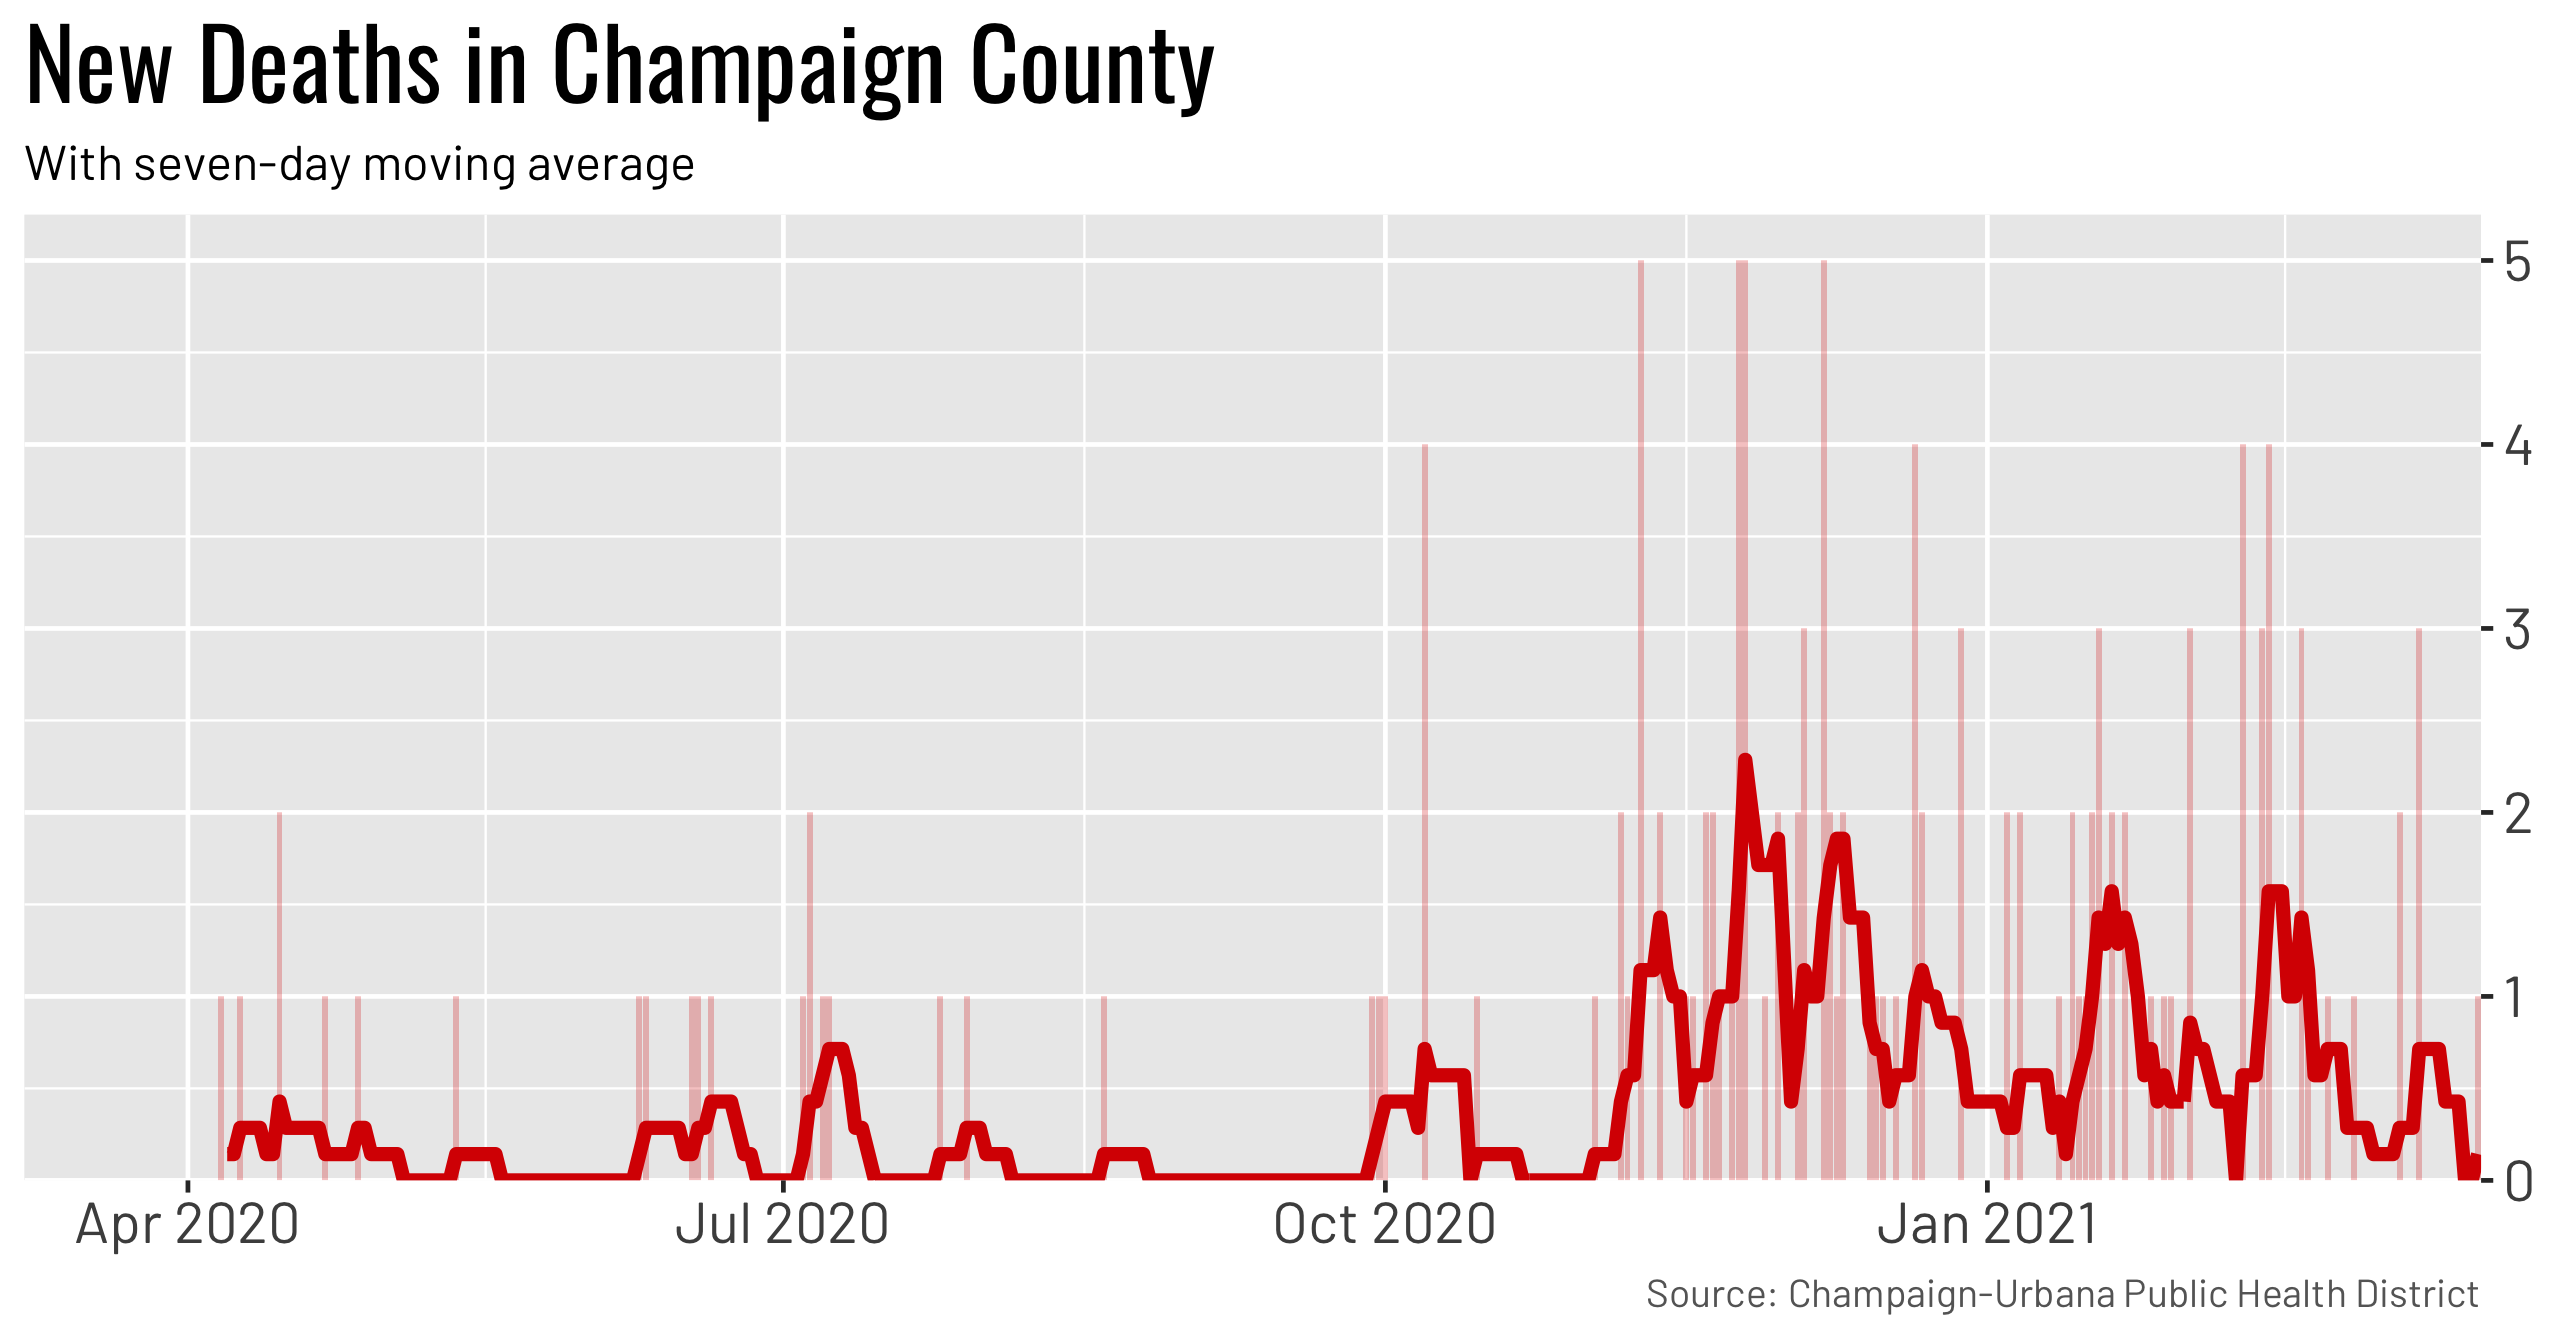 New Deaths in Champaign County
With seven-day moving average
5
4
3
2
1
0
Apr 2020 Jul 2020 Oct 2020 Jan 2021
Source: Champaign-Urbana Public Health District